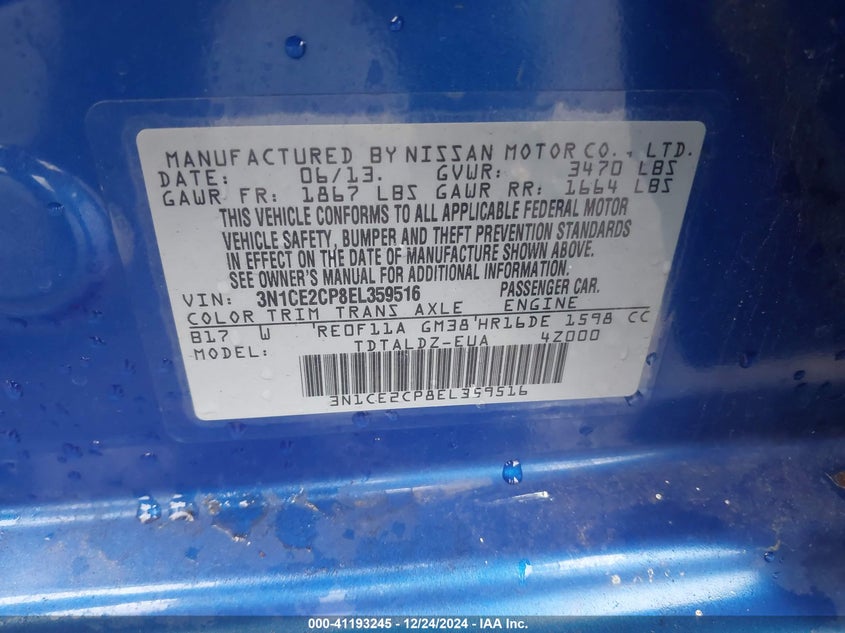 MANUFACTURED BY NISSAN MOTOR CO., LTD.
DATE: 06/13. GVWR: 3470 LBS
GAWR FR: 1867 LBS GAWR RR: 1664 LBS
THIS VEHICLE CONFORMS TO ALL APPLICABLE FEDERAL MOTOR
VEHICLE SAFETY, BUMPER AND THEFT PREVENTION STANDARDS
IN EFFECT ON THE DATE OF MANUFACTURE SHOWN ABOVE.
SEE OWNER'S MANUAL FOR ADDITIONAL INFORMATION.
VIN: 3N1CE2CP8EL359516 PASSENGER CAR.
COLOR TRIM TRANS AXLE ENGINE
B17 W RE0F11A GM38 HR16DE 1598 CC
MODEL: TDTALDZ-EUA 4Z000
3N1CE2CP8EL359516
000-41193245 - 12/24/2024 - IAA Inc.